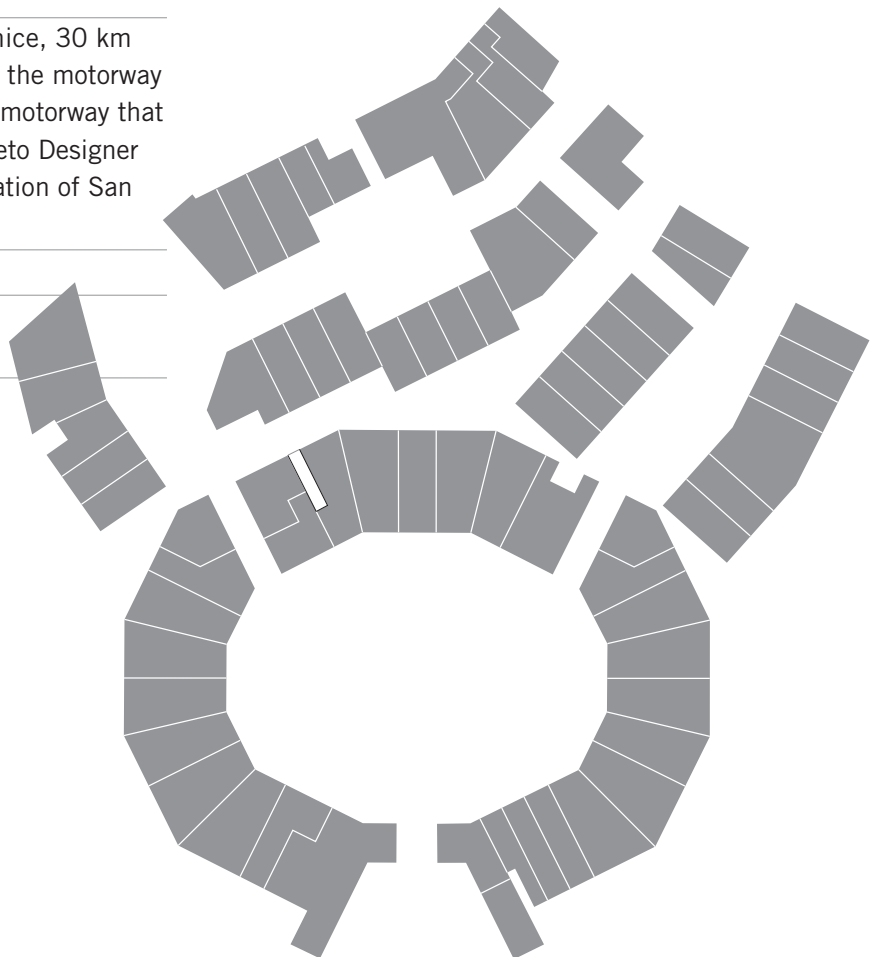 nice, 30 km
the motorway
motorway that
eto Designer
ation of San